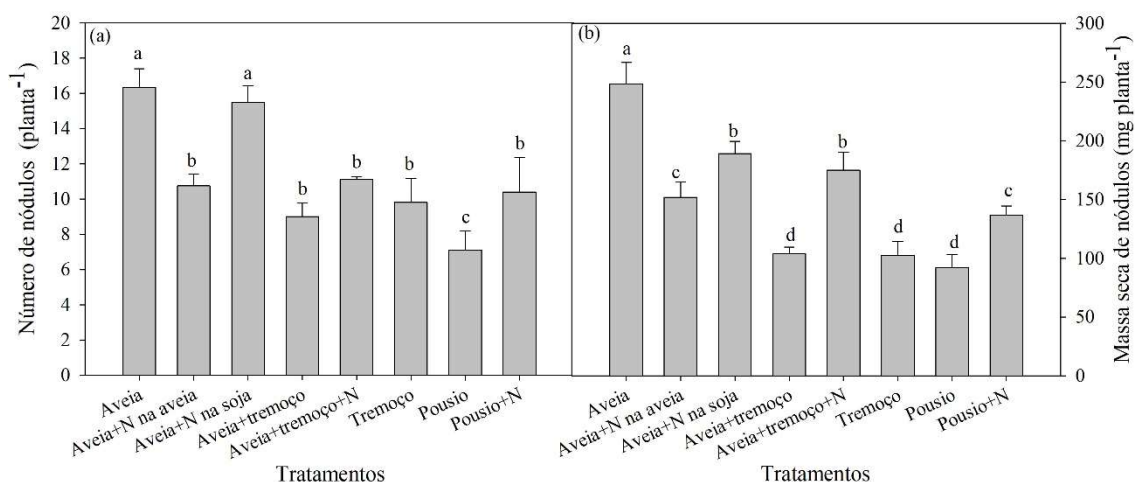 (a)
Número de nódulos (planta-1)
20
18
16
14
12
10
8
6
4
2
0
a
b
a
b
b
b
c
b
Aveia
Aveia+N na aveia
Aveia+N na soja
Aveia+tremoço
Aveia+tremoço+N
Tremoço
Pousio
Pousio+N
Tratamentos
(b)
a
c
b
d
b
d
d
c
300
250
200
150
100
50
0
Massa seca de nódulos (mg planta-1)
Aveia
Aveia+N na aveia
Aveia+N na soja
Aveia+tremoço
Aveia+tremoço+N
Tremoço
Pousio
Pousio+N
Tratamentos